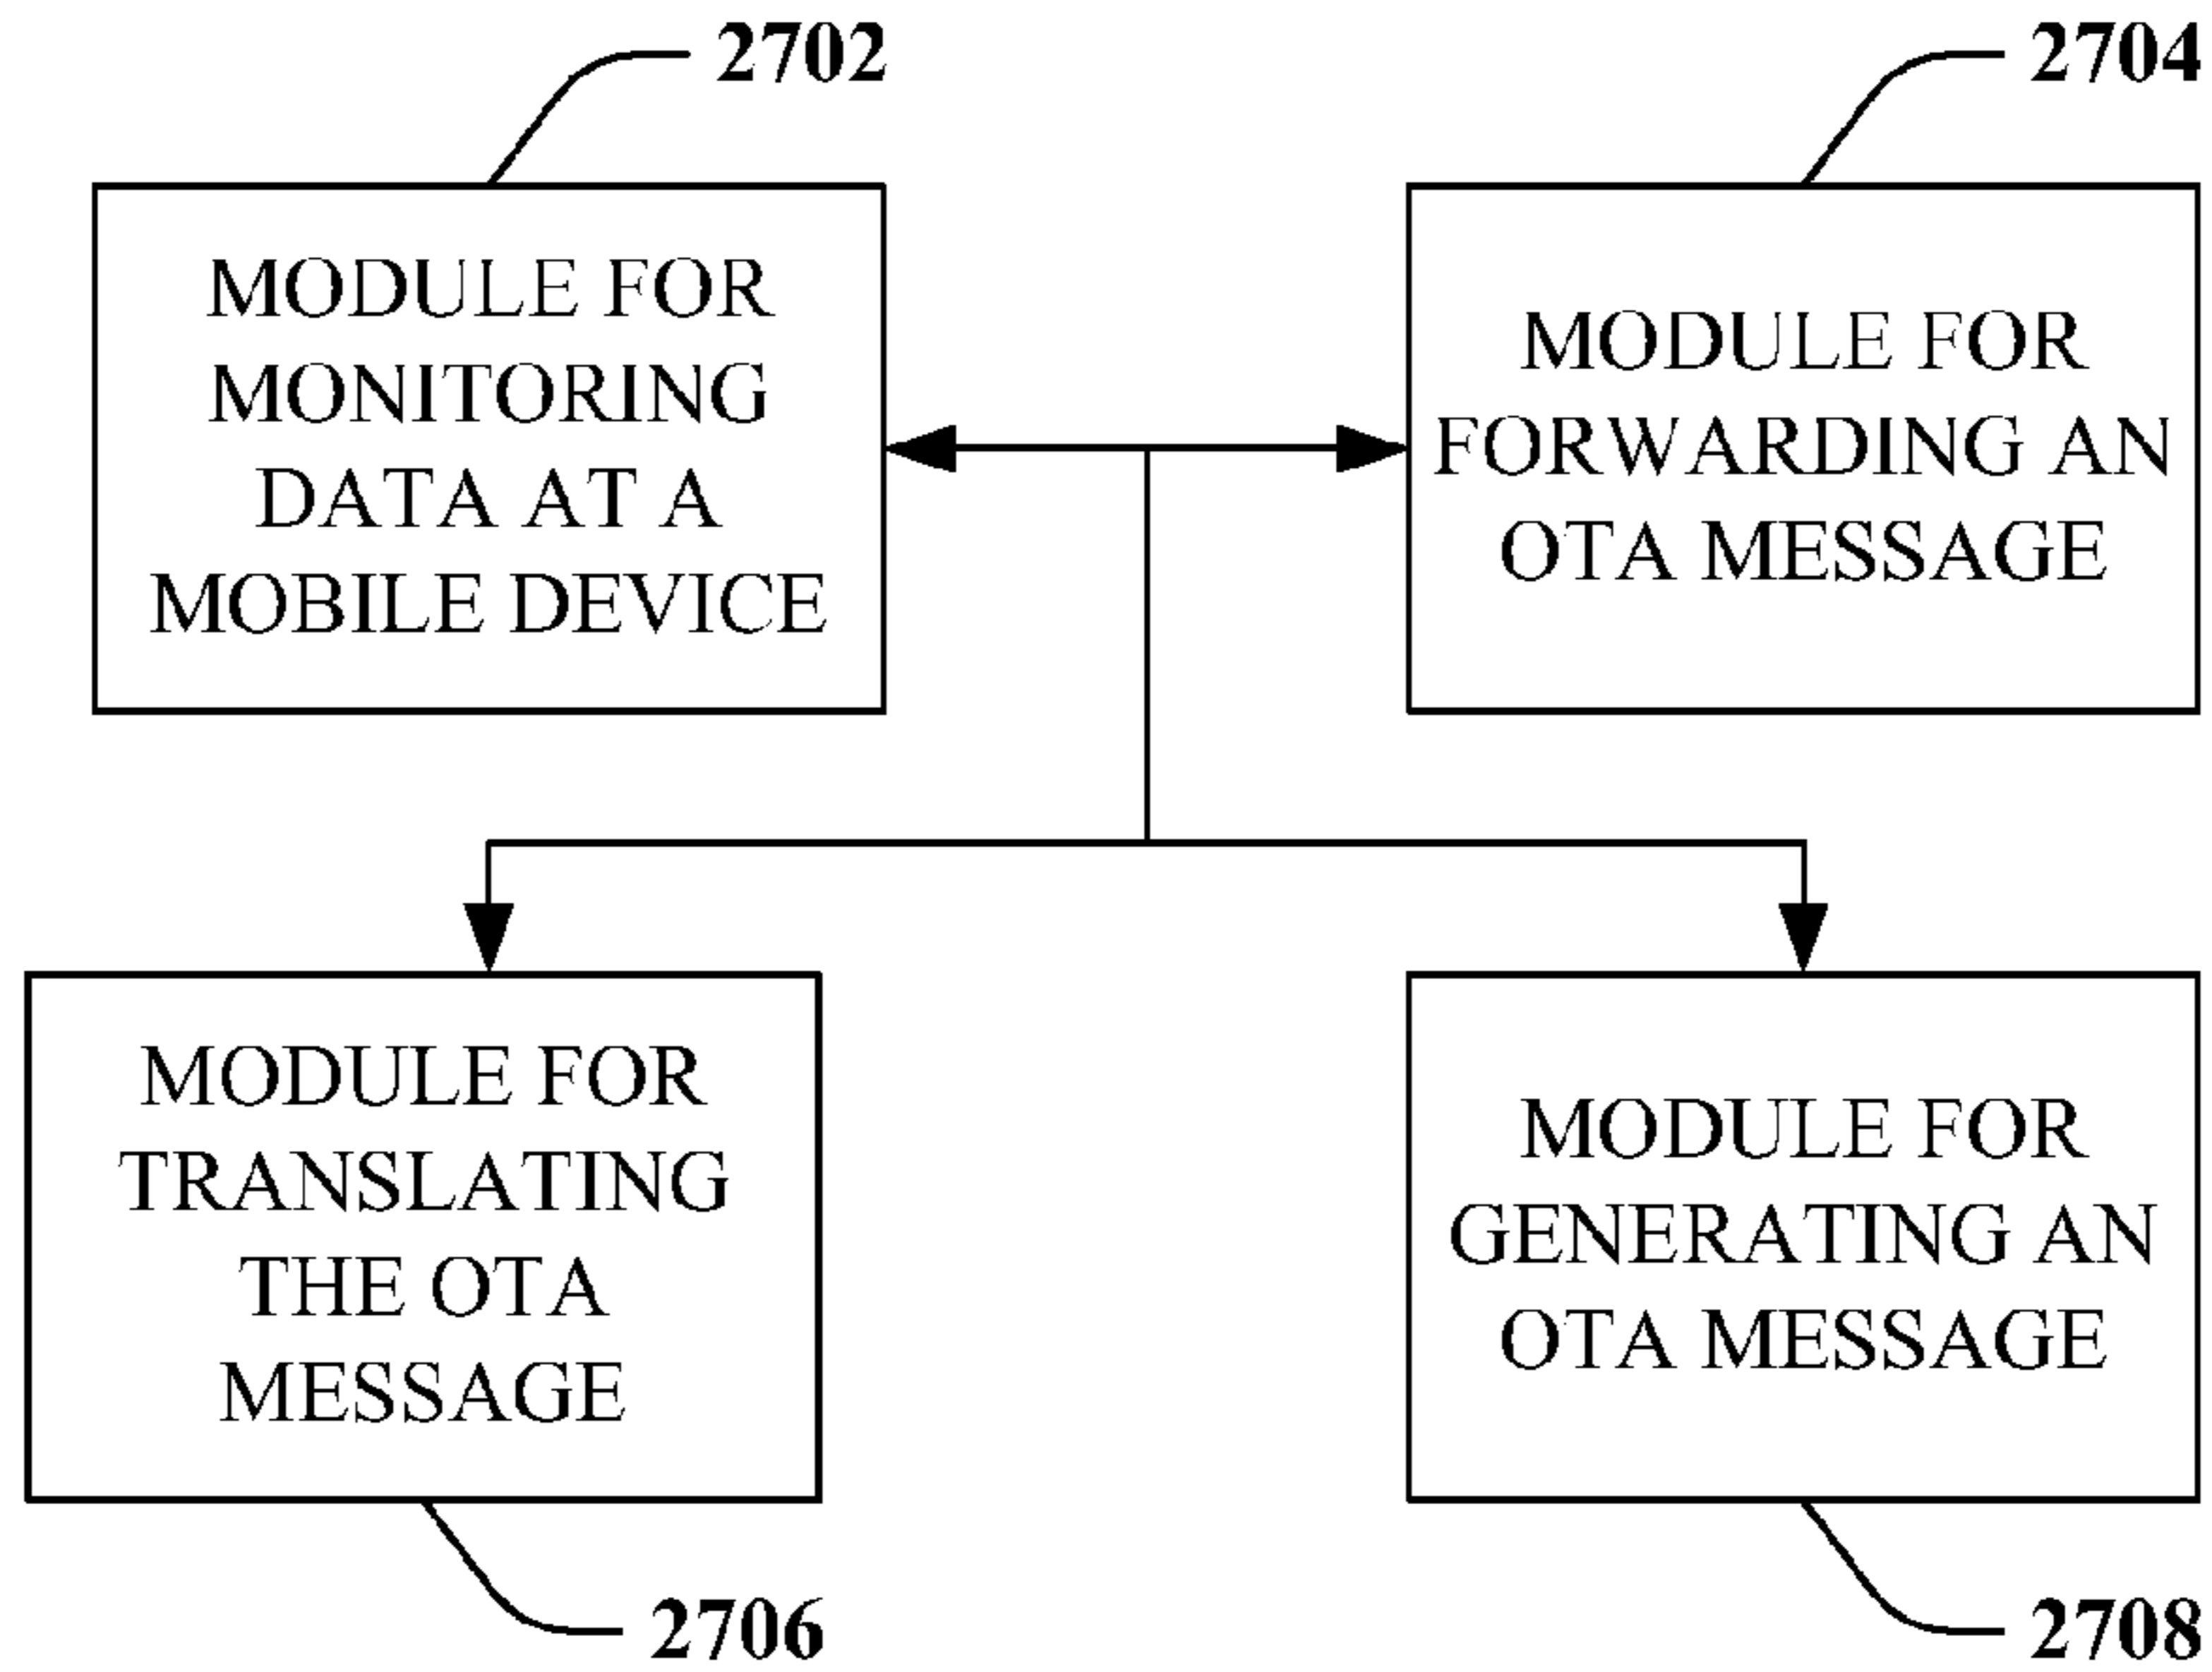 2702
MODULE FOR
MONITORING
DATA AT A
MOBILE DEVICE
2704
MODULE FOR
FORWARDING AN
OTA MESSAGE
MODULE FOR
TRANSLATING
THE OTA
MESSAGE
2706
MODULE FOR
GENERATING AN
OTA MESSAGE
2708